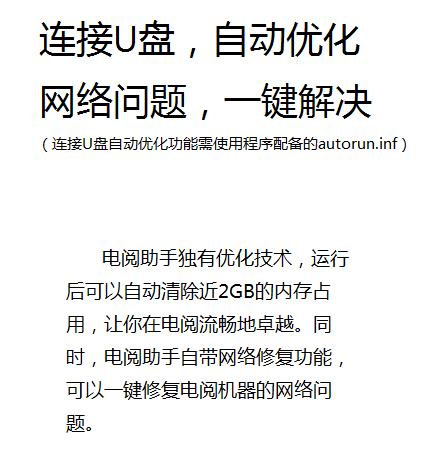 连接U盘，自动优化
网络问题，一键解决
（连接U盘自动优化功能需使用程序配备的autorun.inf）
电阅助手独有优化技术，运行
后可以自动清除近2GB的内存占
用，让你在电阅流畅地卓越。同
时，电阅助手自带网络修复功能，
可以一键修复电阅机器的网络问
题。